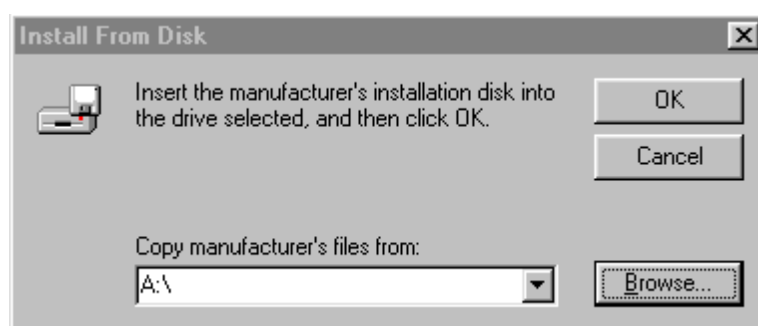 Install From Disk
Insert the manufacturer's installation disk into
the drive selected, and then click OK.
OK
Cancel
Copy manufacturer's files from:
A:\
Browse...